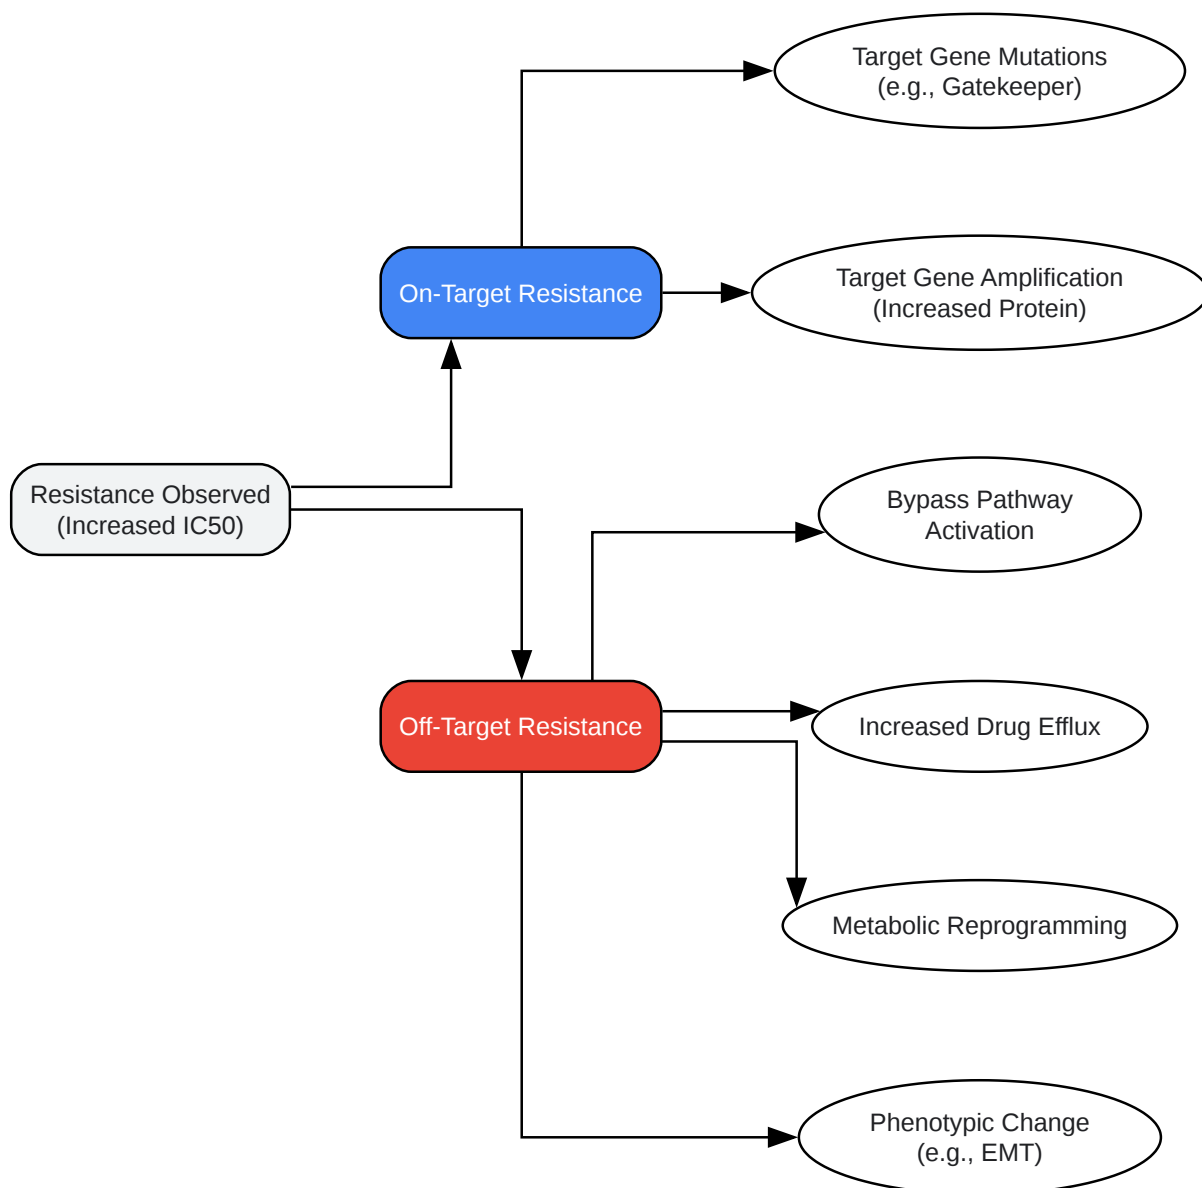 Target Gene Mutations
(e.g., Gatekeeper)
On-Target Resistance
Target Gene Amplification
(Increased Protein)
Resistance Observed
(Increased IC50)
Bypass Pathway
Activation
Off-Target Resistance
Increased Drug Efflux
Metabolic Reprogramming
Phenotypic Change
(e.g., EMT)